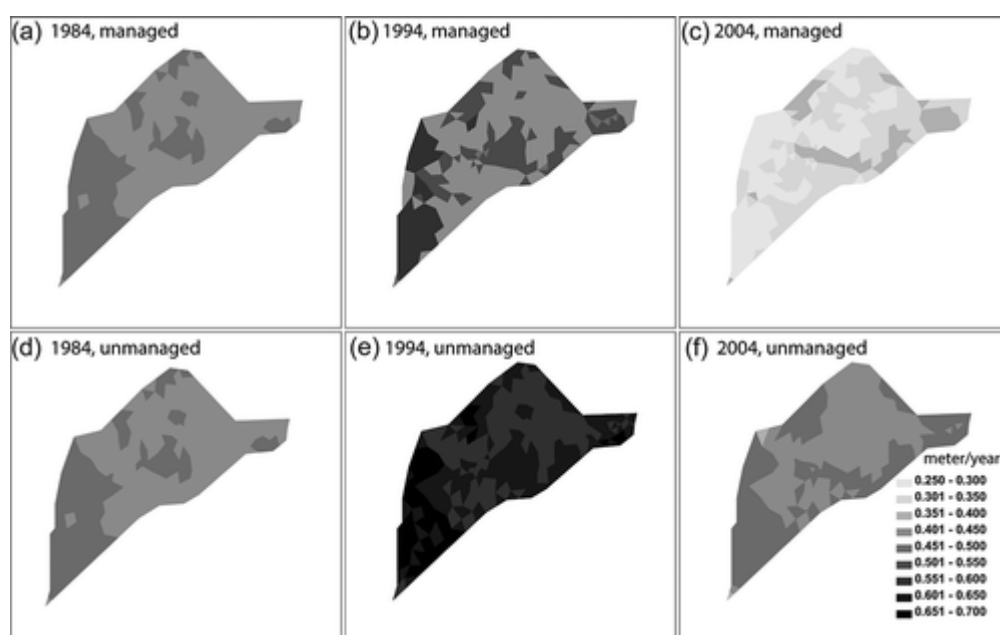 (a) 1984, managed
(b) 1994, managed
(c) 2004, managed
(d) 1984, unmanaged
(e) 1994, unmanaged
(f) 2004, unmanaged
meter/year
0.250 - 0.300
0.301 - 0.350
0.351 - 0.400
0.401 - 0.450
0.451 - 0.500
0.501 - 0.550
0.551 - 0.600
0.601 - 0.650
0.651 - 0.700